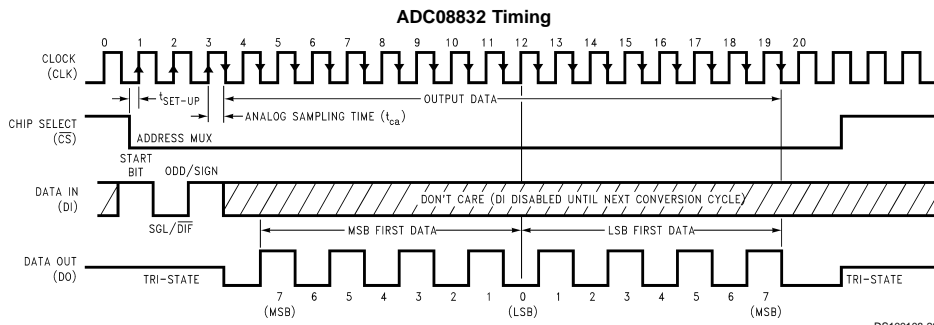 ADC08832 Timing
CLOCK
(CLK)
0 1 2 3 4 5 6 7 8 9 10 11 12 13 14 15 16 17 18 19 20
tSET-UP
OUTPUT DATA
ANALOG SAMPLING TIME (tca)
CHIP SELECT
(CS)
ADDRESS MUX
START
BIT
ODD/SIGN
DATA IN
(DI)
DON'T CARE (DI DISABLED UNTIL NEXT CONVERSION CYCLE)
SGL/DIF
MSB FIRST DATA
LSB FIRST DATA
DATA OUT
(DO)
TRI-STATE
TRI-STATE
7 6 5 4 3 2 1 0 1 2 3 4 5 6 7
(MSB) (LSB) (MSB)